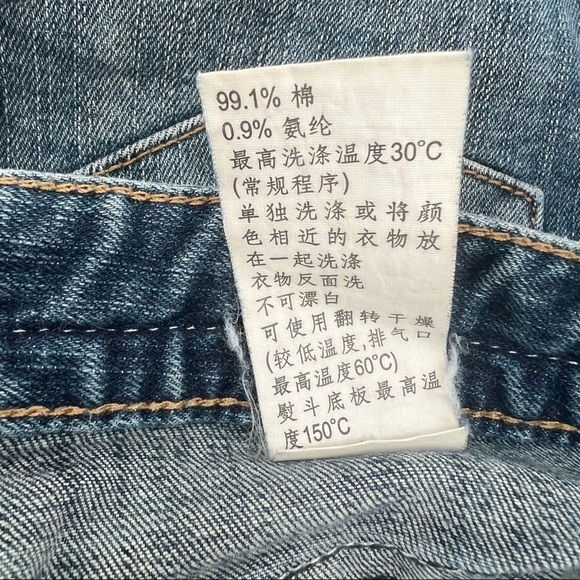 99.1% 棉
0.9% 氨纶
最高洗涤温度30°C
(常规程序)
单独洗涤或将颜
色相近的衣物放
在一起洗涤
衣物反面洗
不可漂白
可使用翻转干燥
(较低温度,排气口
最高温度60°C)
熨斗底板最高温
度150°C